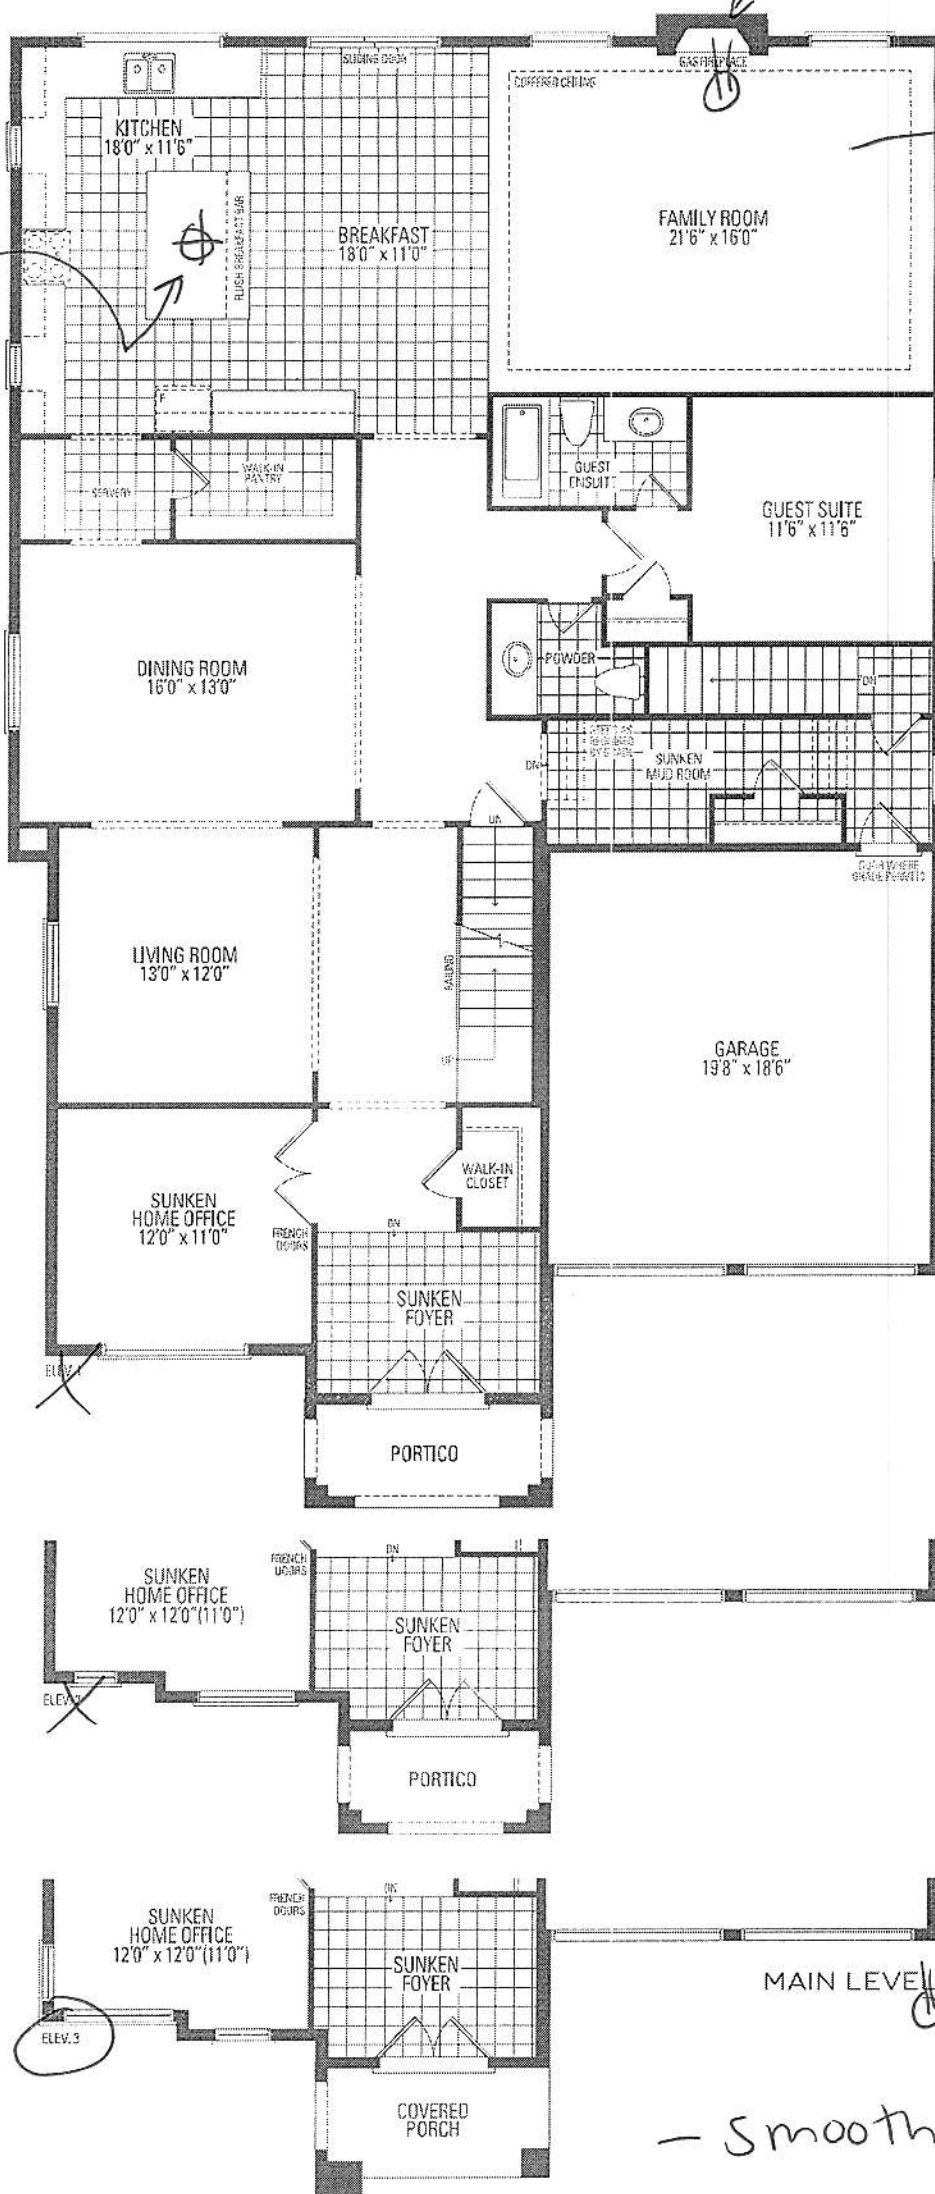 SLIDING DOOR
GAS FIREPLACE
COFFERED CEILING
KITCHEN
18'0" x 11'6"
FAMILY ROOM
21'6" x 16'0"
BREAKFAST
18'0" x 11'0"
FLUSH BREAKFAST BAR
F
SERVERY
WALK-IN
PANTRY
GUEST
ENSUITE
GUEST SUITE
11'6" x 11'6"
DINING ROOM
16'0" x 13'0"
POWDER
DN
DN
SUNKEN
MUD ROOM
DOOR WHERE
GRADE PERMITS
LIVING ROOM
13'0" x 12'0"
RAILING
UP
GARAGE
19'8" x 18'6"
WALK-IN
CLOSET
SUNKEN
HOME OFFICE
12'0" x 11'0"
FRENCH
DOORS
DN
SUNKEN
FOYER
ELEV. 1
PORTICO
SUNKEN
HOME OFFICE
12'0" x 12'0"(11'0")
FRENCH
DOORS
DN
SUNKEN
FOYER
ELEV.
PORTICO
SUNKEN
HOME OFFICE
12'0" x 12'0"(11'0")
FRENCH
DOORS
DN
SUNKEN
FOYER
MAIN LEVEL
ELEV. 3
COVERED
PORCH
- Smooth